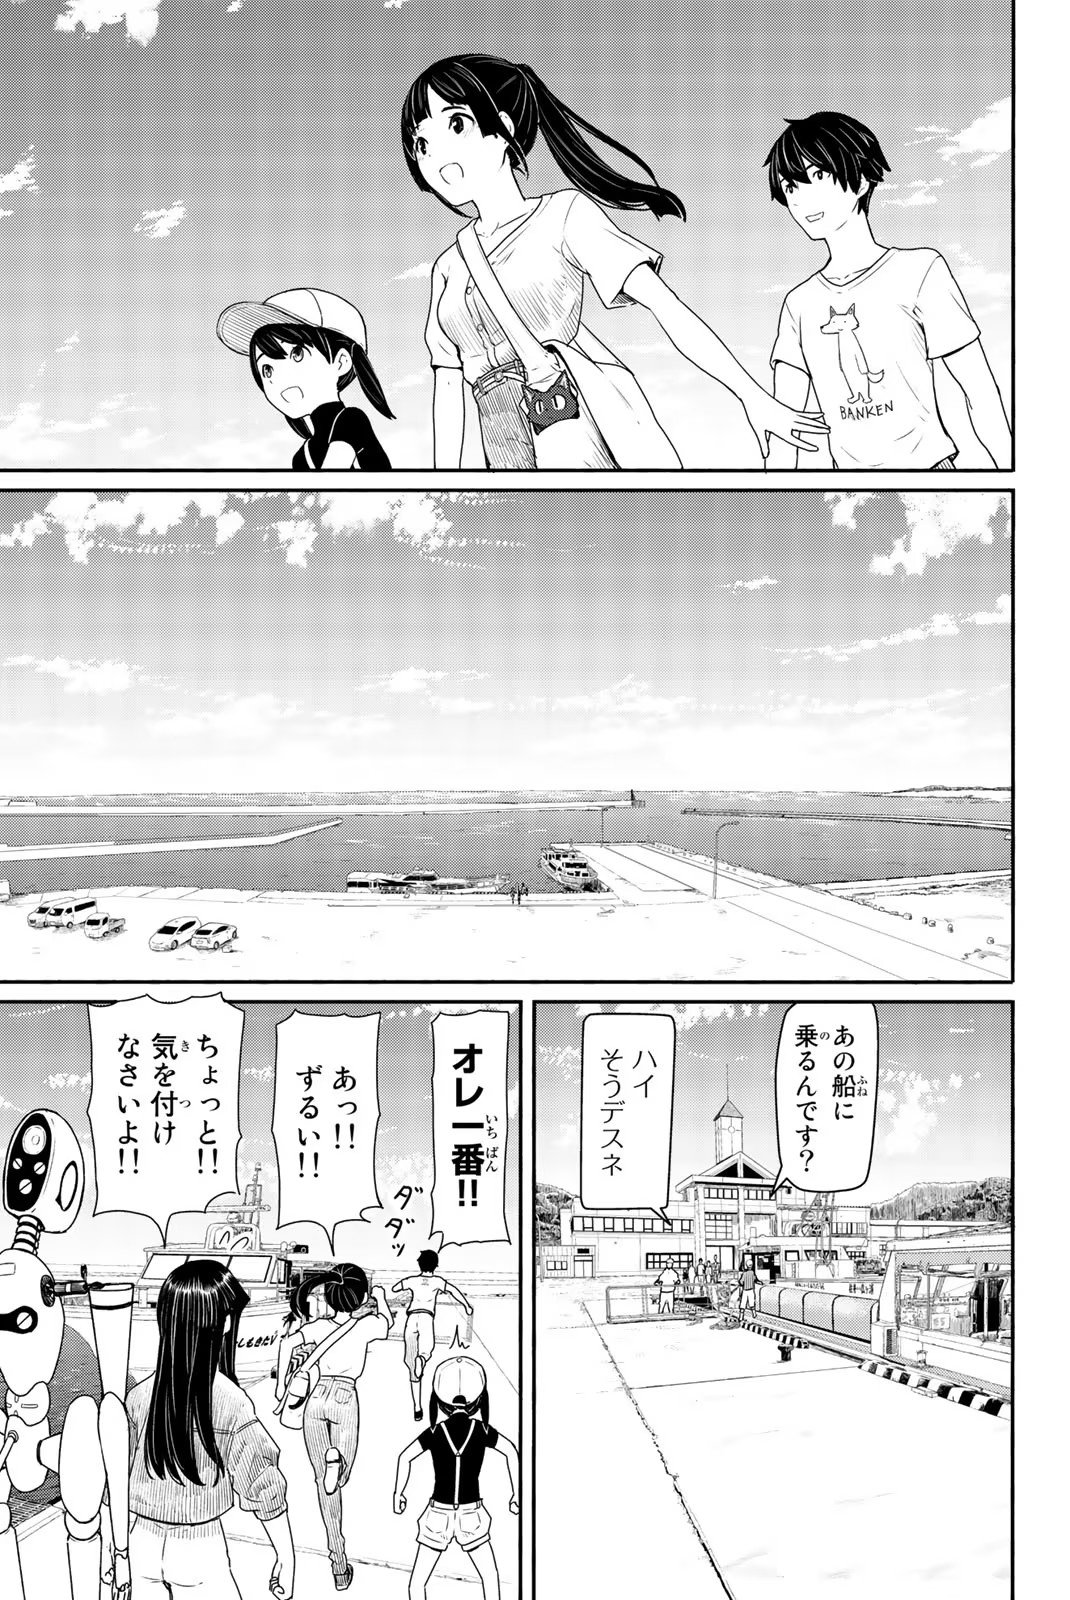 BANKEN
あの船に
乗るんです？
ハイ
そうデスネ
オレ一番!!
ダダッ
あっ!!
ずるい!!
ちょっと!!
気を付け
なさいよ!!